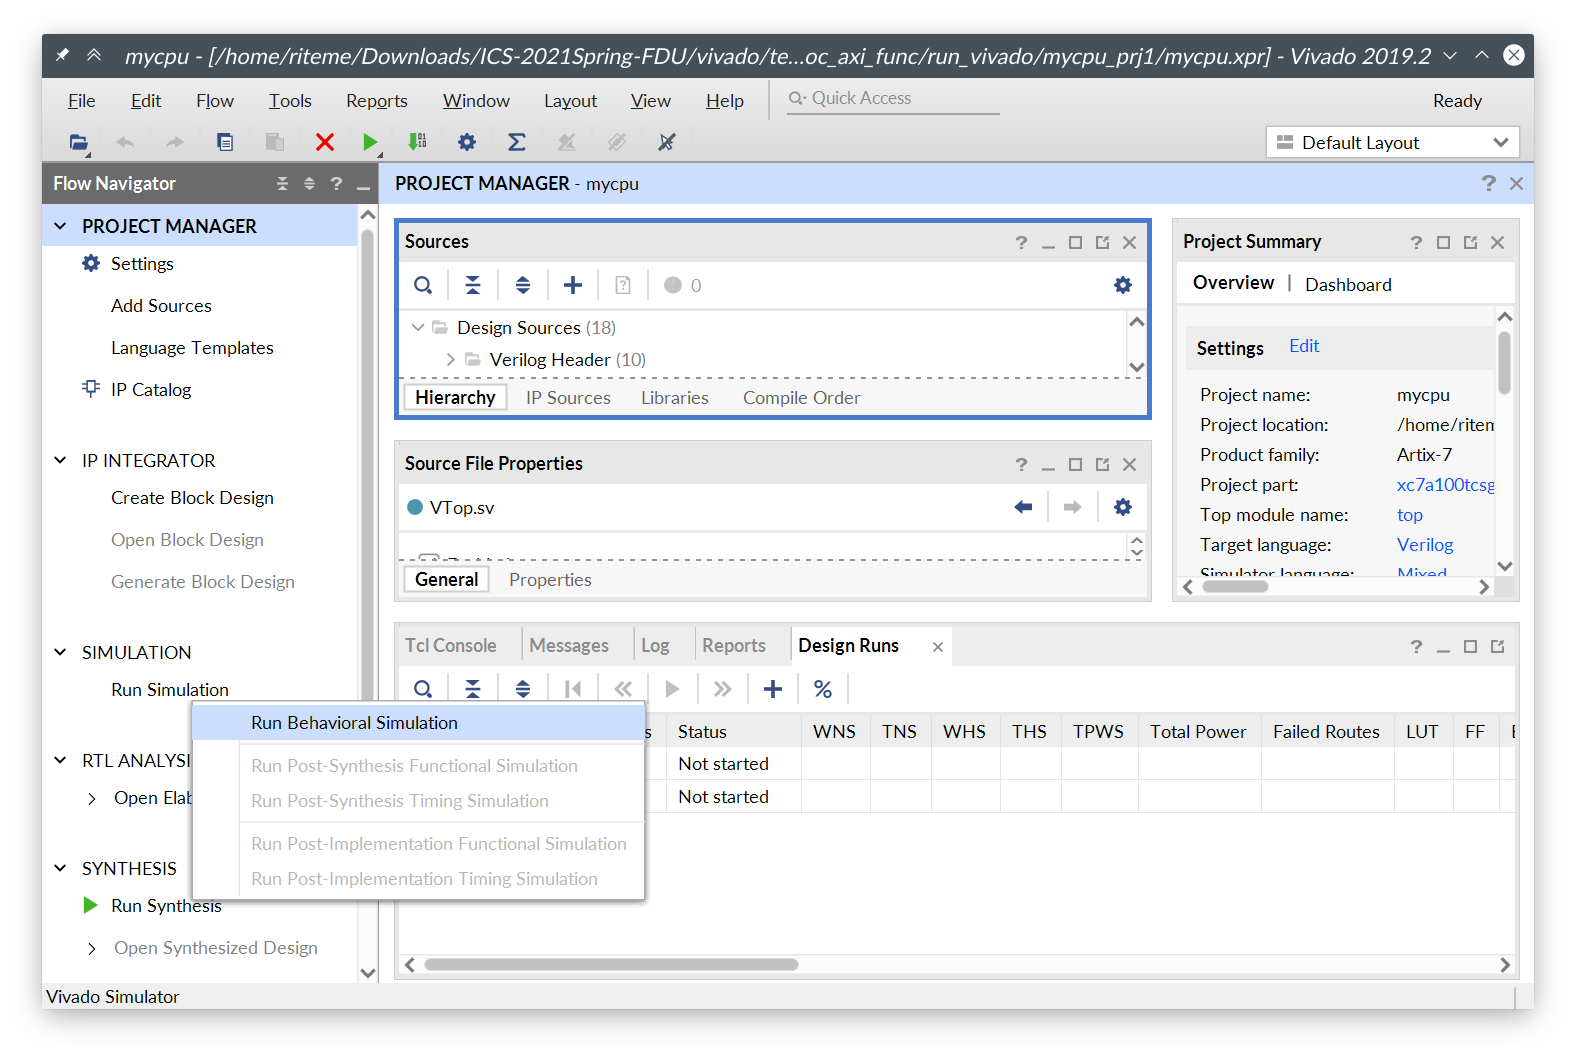 mycpu - [/home/riteme/Downloads/ICS-2021Spring-FDU/vivado/te...oc_axi_func/run_vivado/mycpu_prj1/mycpu.xpr] - Vivado 2019.2
File Edit Flow Tools Reports Window Layout View Help Quick Access Ready
Default Layout
Flow Navigator
PROJECT MANAGER
Settings
Add Sources
Language Templates
IP Catalog
IP INTEGRATOR
Create Block Design
Open Block Design
Generate Block Design
SIMULATION
Run Simulation
RTL ANALYSI
Open Elab
SYNTHESIS
Run Synthesis
Open Synthesized Design
Run Behavioral Simulation
Run Post-Synthesis Functional Simulation
Run Post-Synthesis Timing Simulation
Run Post-Implementation Functional Simulation
Run Post-Implementation Timing Simulation
PROJECT MANAGER - mycpu
Sources
0
Design Sources (18)
Verilog Header (10)
Hierarchy IP Sources Libraries Compile Order
Source File Properties
VTop.sv
General Properties
Project Summary
Overview | Dashboard
Settings Edit
Project name: mycpu
Project location: /home/ritem
Product family: Artix-7
Project part: xc7a100tcsg
Top module name: top
Target language: Verilog
Simulator language: Mixed
Tcl Console Messages Log Reports Design Runs
s Status WNS TNS WHS THS TPWS Total Power Failed Routes LUT FF
Not started
Not started
Vivado Simulator